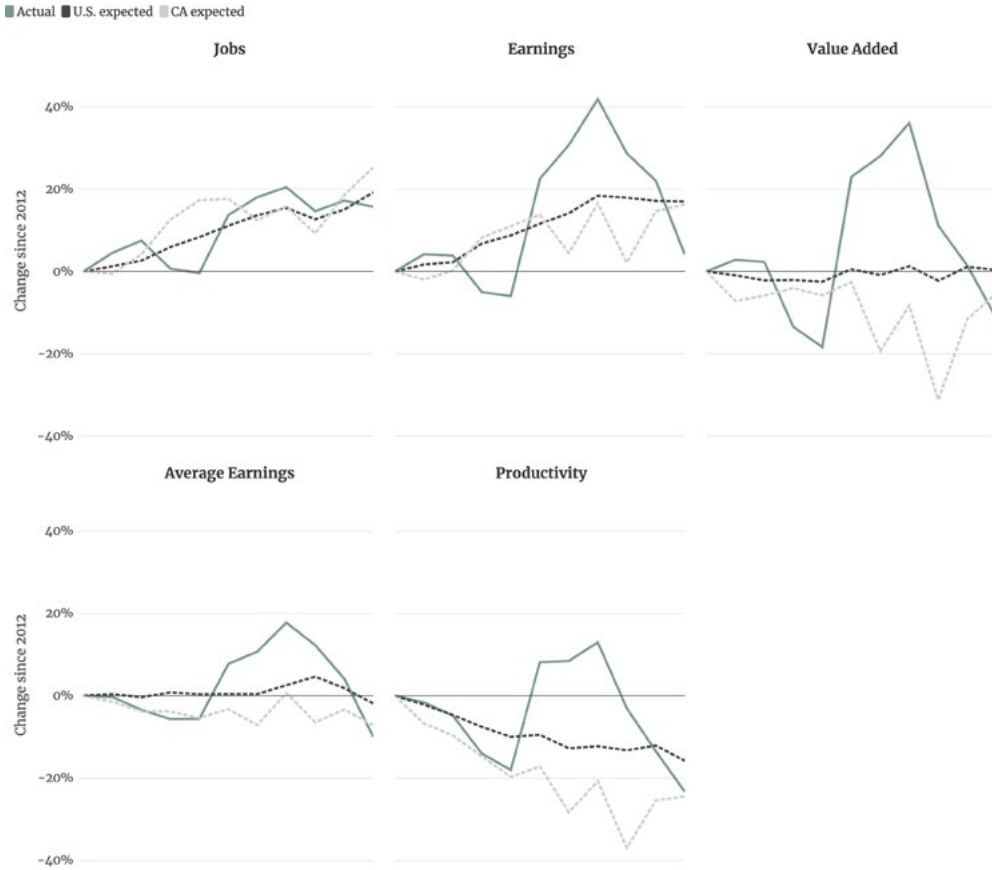 Actual U.S. expected CA expected
Jobs Earnings Value Added
40%
20%
0%
-20%
-40%
Change since 2012
Average Earnings Productivity
40%
20%
0%
-20%
-40%
Change since 2012